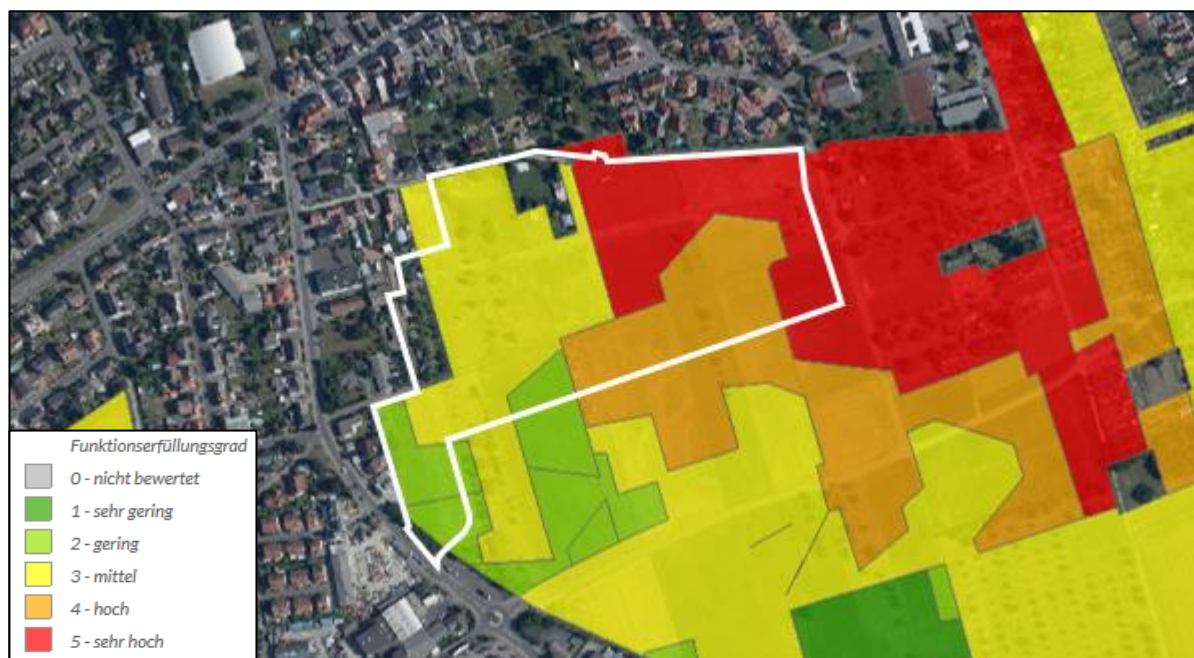 Funktionserfüllungsgrad
0 - nicht bewertet
1 - sehr gering
2 - gering
3 - mittel
4 - hoch
5 - sehr hoch